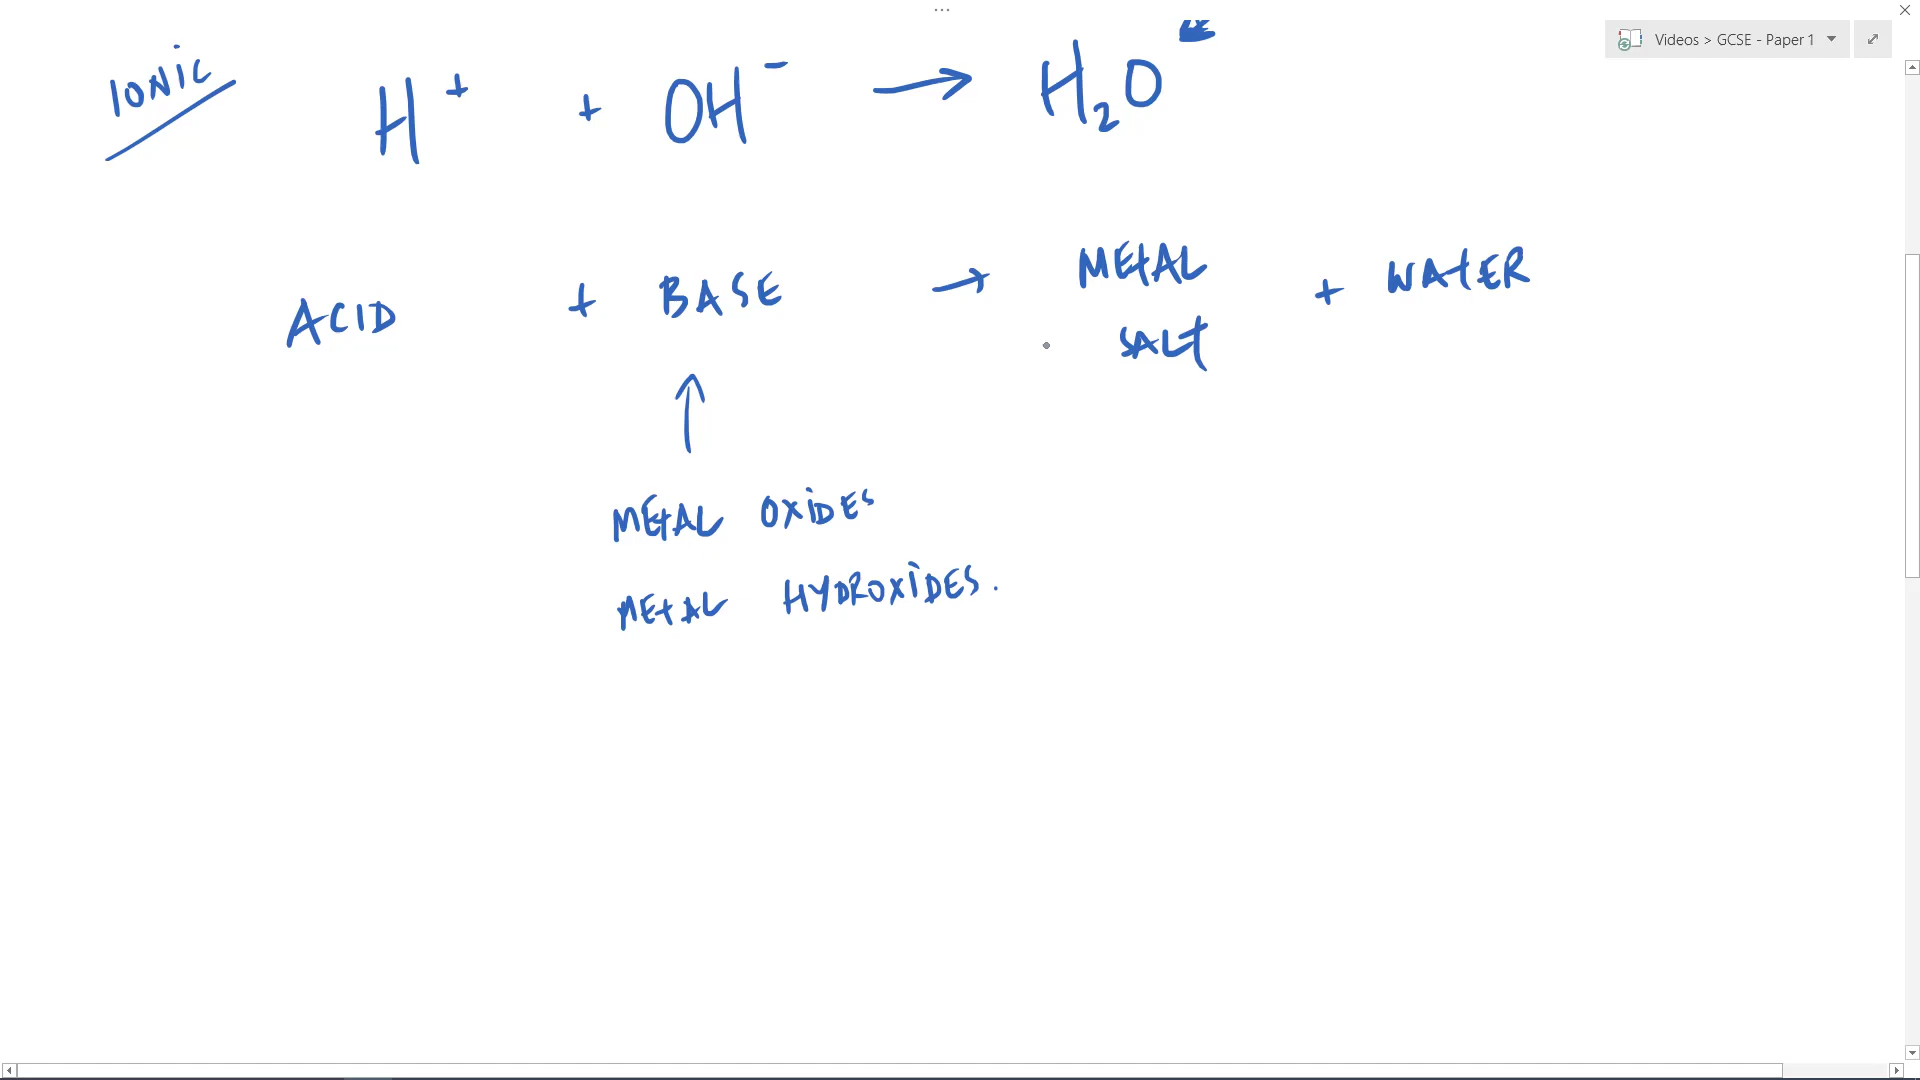 ...
Videos > GCSE - Paper 1
IONIC
H⁺ + OH⁻ → H₂O
ACID + BASE → METAL SALT + WATER
↑
METAL OXIDES
METAL HYDROXIDES.